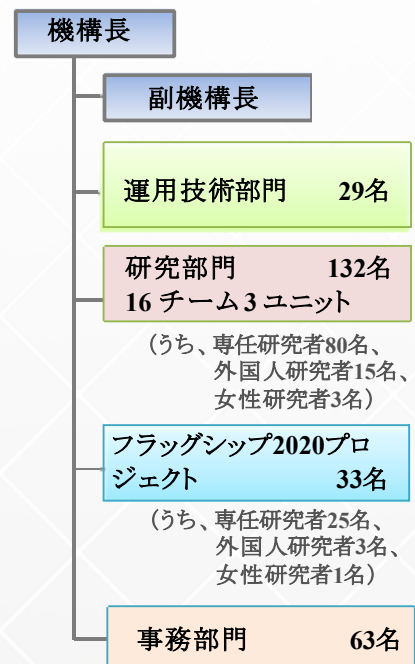 機構長
副機構長
運用技術部門 29名
研究部門 132名
16 チーム 3 ユニット
(うち、専任研究者80名、
外国人研究者15名、
女性研究者3名)
フラッグシップ2020プロ
ジェクト 33名
(うち、専任研究者25名、
外国人研究者3名、
女性研究者1名)
事務部門 63名